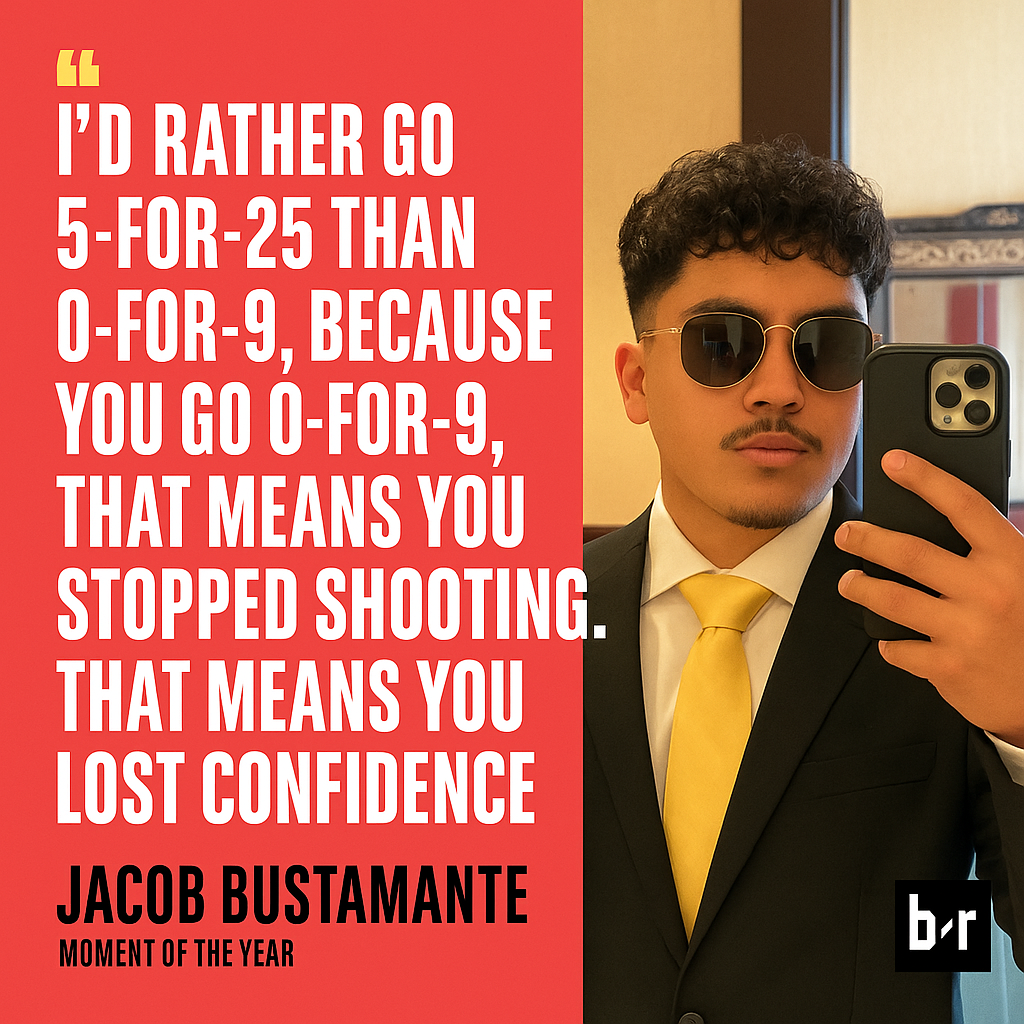 “
I’D RATHER GO
5-FOR-25 THAN
0-FOR-9, BECAUSE
YOU GO 0-FOR-9,
THAT MEANS YOU
STOPPED SHOOTING.
THAT MEANS YOU
LOST CONFIDENCE
JACOB BUSTAMANTE
MOMENT OF THE YEAR
b/r